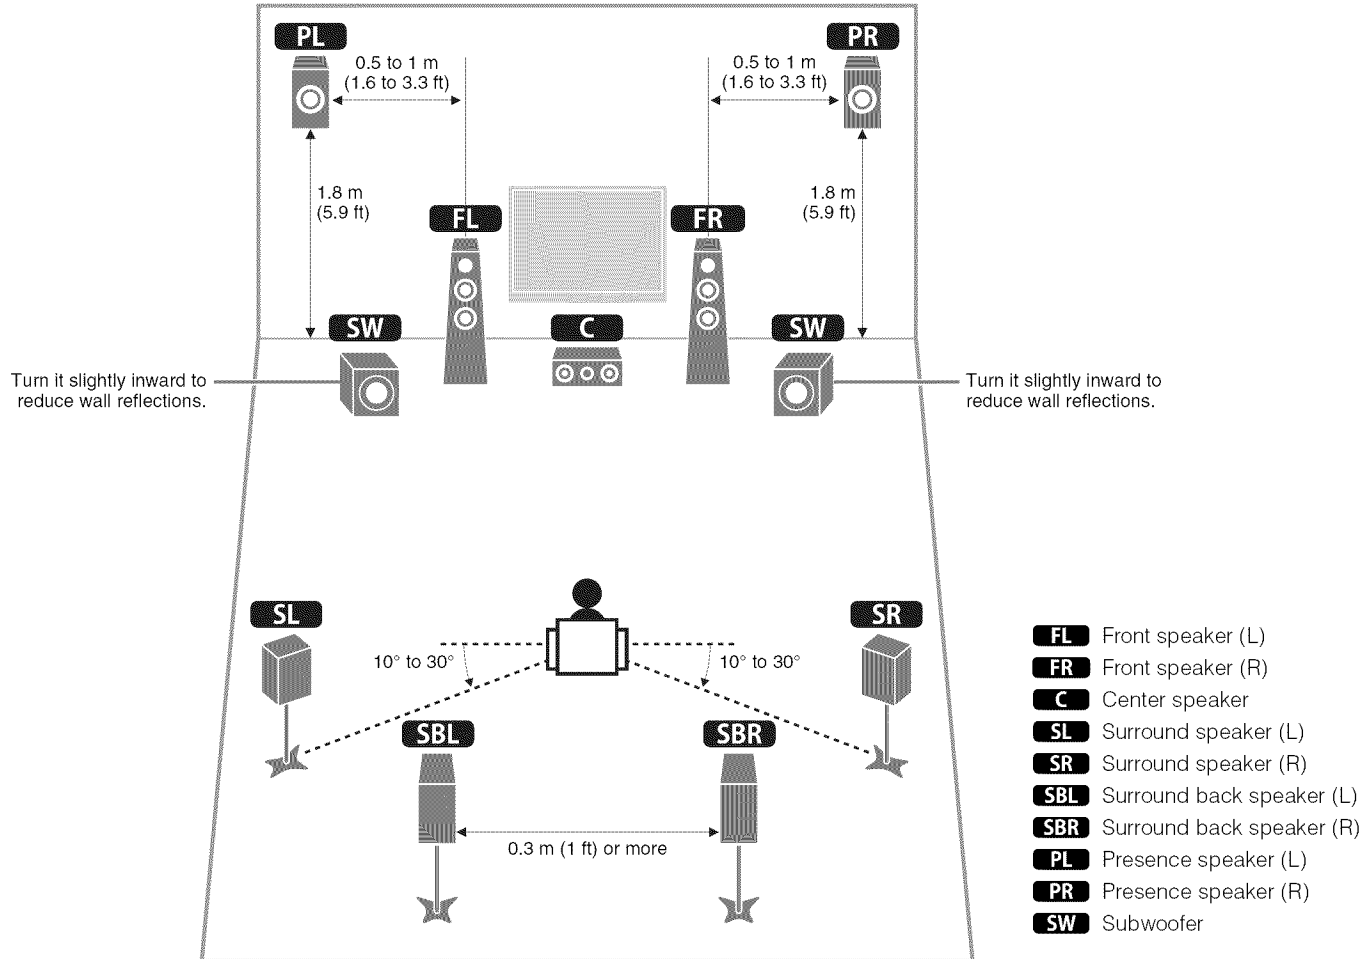 PL
PR
0.5 to 1 m
(1.6 to 3.3 ft)
0.5 to 1 m
(1.6 to 3.3 ft)
1.8 m
(5.9 ft)
1.8 m
(5.9 ft)
FL
FR
SW
C
SW
Turn it slightly inward to
reduce wall reflections.
Turn it slightly inward to
reduce wall reflections.
SL
SR
10° to 30°
10° to 30°
SBL
SBR
0.3 m (1 ft) or more
FL Front speaker (L)
FR Front speaker (R)
C Center speaker
SL Surround speaker (L)
SR Surround speaker (R)
SBL Surround back speaker (L)
SBR Surround back speaker (R)
PL Presence speaker (L)
PR Presence speaker (R)
SW Subwoofer